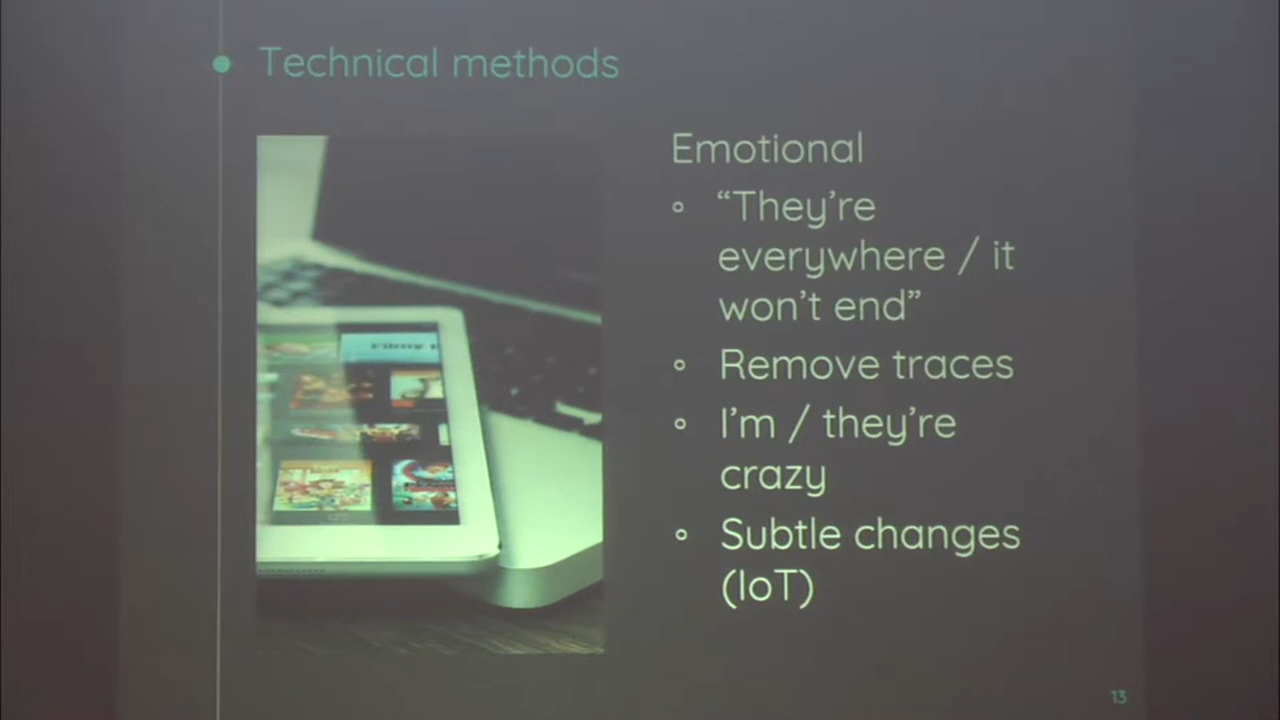 Technical methods
Emotional
“They’re
everywhere / it
won’t end”
Remove traces
I’m / they’re
crazy
Subtle changes
(IoT)
13